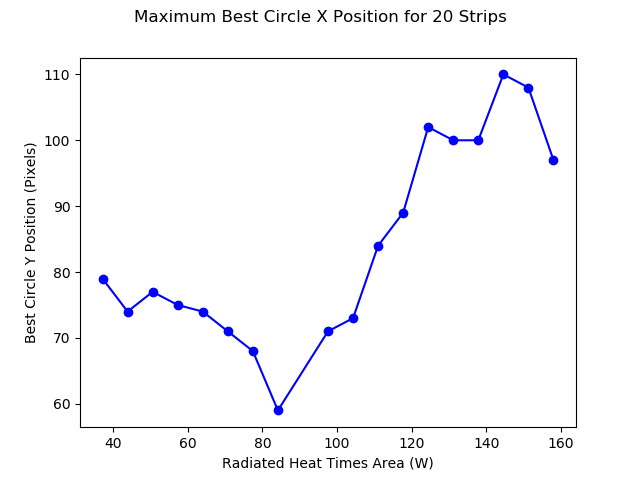 Maximum Best Circle X Position for 20 Strips
110
100
90
80
70
60
Best Circle Y Position (Pixels)
40 60 80 100 120 140 160
Radiated Heat Times Area (W)